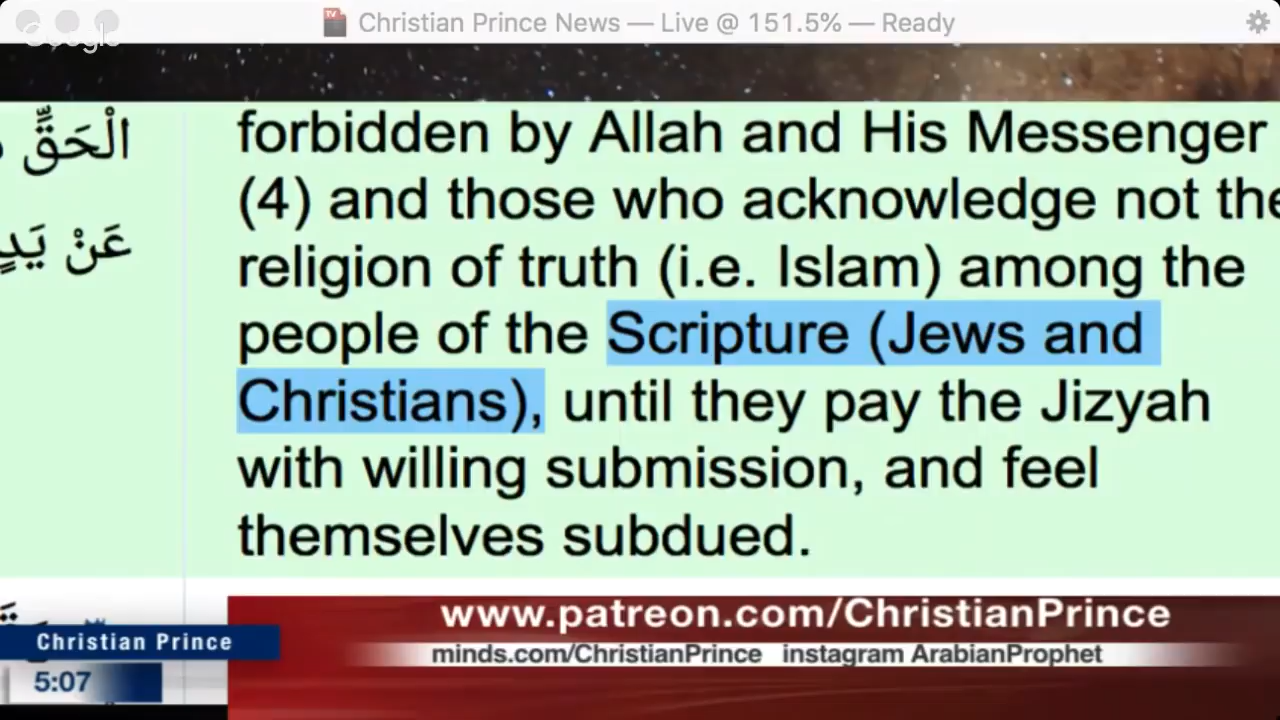 Christian Prince News — Live @ 151.5% — Ready
Google
الْحَقِّ
عَنْ يَدٍ
forbidden by Allah and His Messenger
(4) and those who acknowledge not the
religion of truth (i.e. Islam) among the
people of the Scripture (Jews and
Christians), until they pay the Jizyah
with willing submission, and feel
themselves subdued.
www.patreon.com/ChristianPrince
Christian Prince
minds.com/ChristianPrince instagram ArabianProphet
5:07